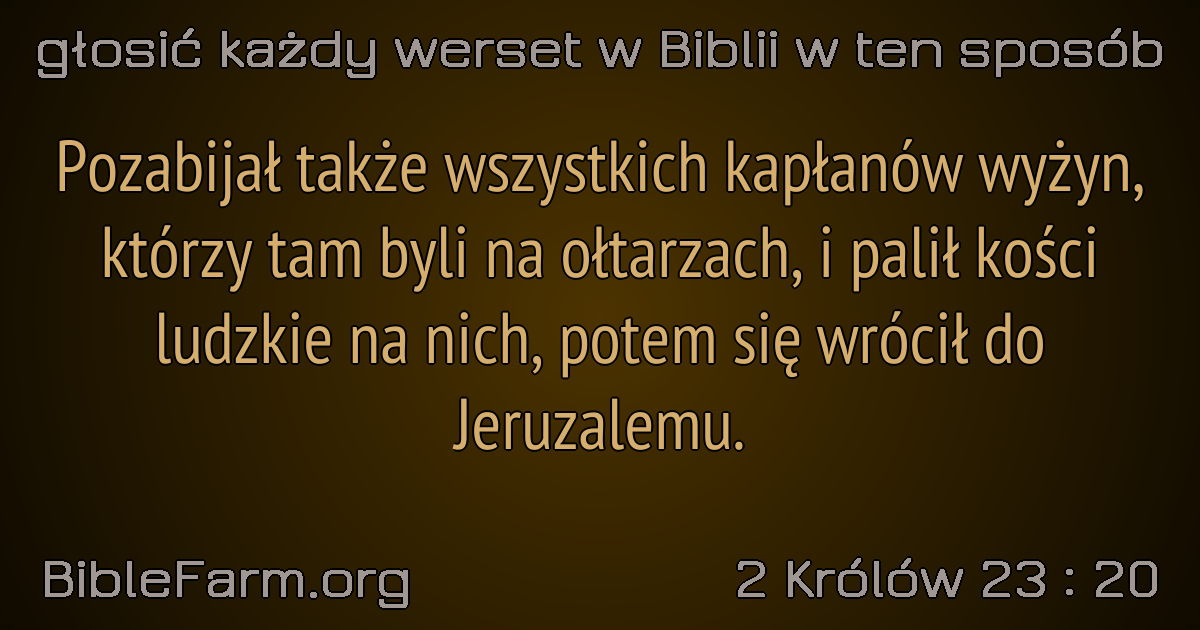 głosić każdy werset w Biblii w ten sposób
Pozabijał także wszystkich kapłanów wyżyn,
którzy tam byli na ołtarzach, i palił kości
ludzkie na nich, potem się wrócił do
Jeruzalemu.
BibleFarm.org
2 Królów 23 : 20